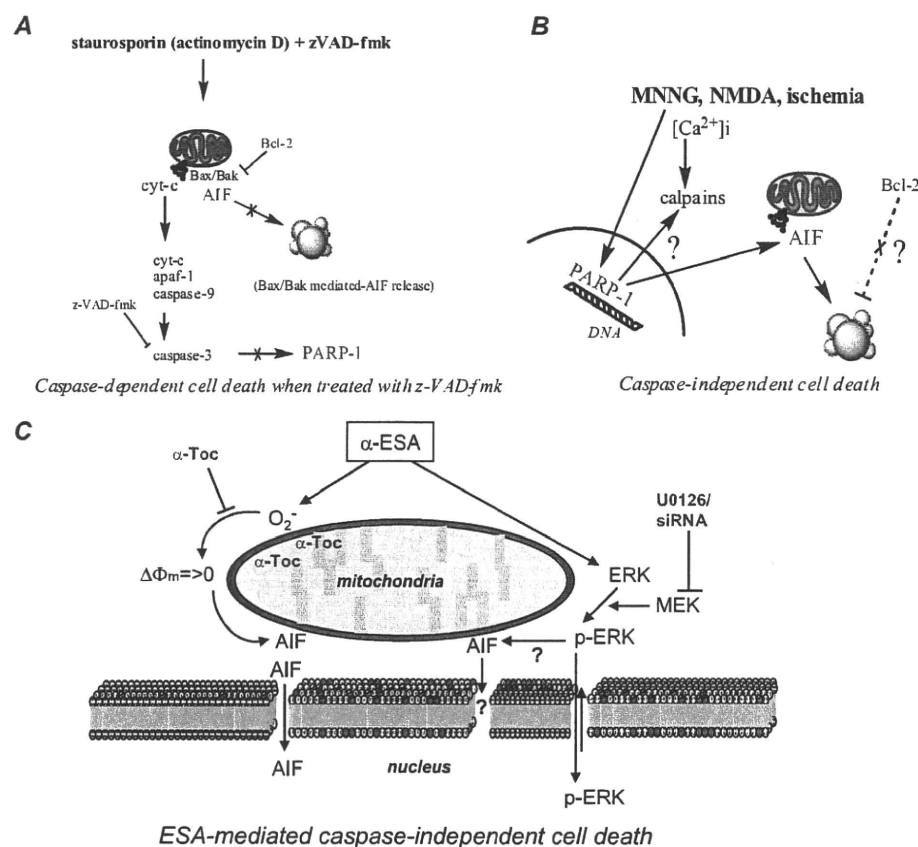 A
staurosporin (actinomycin D) + zVAD-fmk
Bcl-2
Bax/Bak
cyt-c
AIF
cyt-c
apaf-1
caspase-9
(Bax/Bak mediated-AIF release)
z-VAD-fmk
caspase-3
PARP-1
Caspase-dependent cell death when treated with z-VAD-fmk
B
MNNG, NMDA, ischemia
[Ca²⁺]i
Bcl-2
calpains
?
AIF
?
PARP-1
DNA
Caspase-independent cell death
C
α-ESA
α-Toc
O₂⁻
U0126/
siRNA
α-Toc
α-Toc
ΔΦm=>0
mitochondria
ERK
MEK
AIF
AIF
p-ERK
?
AIF
?
nucleus
AIF
p-ERK
ESA-mediated caspase-independent cell death